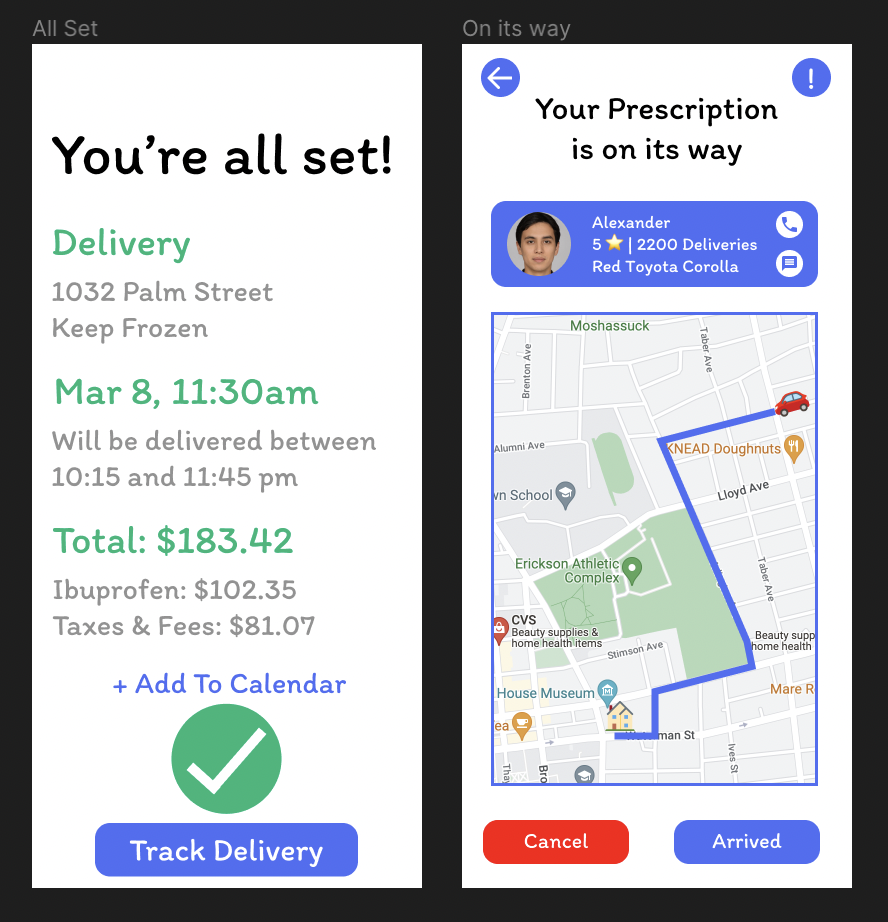 All Set
You're all set!
Delivery
1032 Palm Street
Keep Frozen
Mar 8, 11:30am
Will be delivered between
10:15 and 11:45 pm
Total: $183.42
Ibuprofen: $102.35
Taxes & Fees: $81.07
+ Add To Calendar
Track Delivery
On its way
!
Your Prescription
is on its way
Alexander
5 ⭐ | 2200 Deliveries
Red Toyota Corolla
Moshassuck
Taber Ave
Brenton Ave
Alumni Ave
KNEAD Doughnuts
wn School
Lloyd Ave
Erickson Athletic
Complex
Taber Ave
CVS
Beauty supplies &
home health items
Beauty supp
home health
Stimson Ave
House Museum
Mare R
ea
man St
Ives St
Thay
Bro
Cancel
Arrived